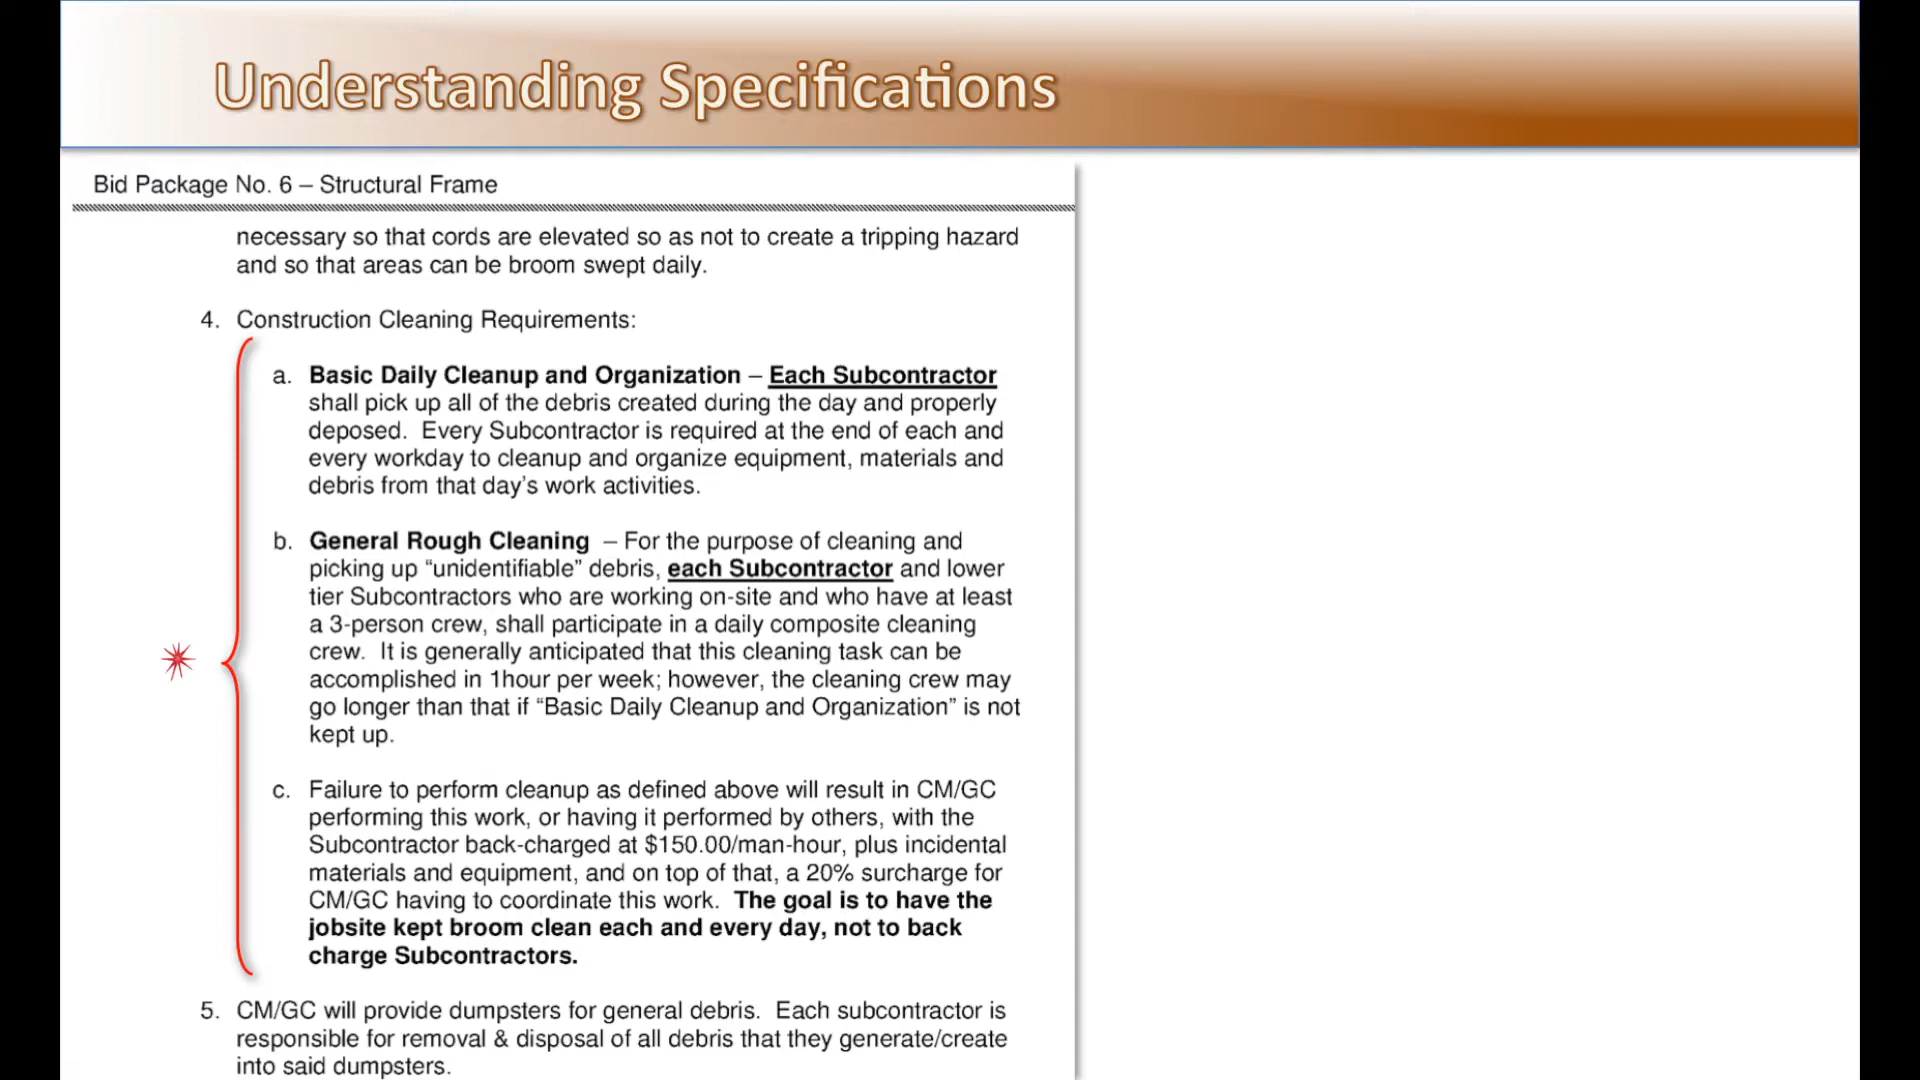 Understanding Specifications
Bid Package No. 6 – Structural Frame
necessary so that cords are elevated so as not to create a tripping hazard
and so that areas can be broom swept daily.
4. Construction Cleaning Requirements:
a. Basic Daily Cleanup and Organization – Each Subcontractor
shall pick up all of the debris created during the day and properly
deposed. Every Subcontractor is required at the end of each and
every workday to cleanup and organize equipment, materials and
debris from that day's work activities.
b. General Rough Cleaning – For the purpose of cleaning and
picking up “unidentifiable” debris, each Subcontractor and lower
tier Subcontractors who are working on-site and who have at least
a 3-person crew, shall participate in a daily composite cleaning
crew. It is generally anticipated that this cleaning task can be
accomplished in 1hour per week; however, the cleaning crew may
go longer than that if “Basic Daily Cleanup and Organization” is not
kept up.
c. Failure to perform cleanup as defined above will result in CM/GC
performing this work, or having it performed by others, with the
Subcontractor back-charged at $150.00/man-hour, plus incidental
materials and equipment, and on top of that, a 20% surcharge for
CM/GC having to coordinate this work. The goal is to have the
jobsite kept broom clean each and every day, not to back
charge Subcontractors.
5. CM/GC will provide dumpsters for general debris. Each subcontractor is
responsible for removal & disposal of all debris that they generate/create
into said dumpsters.